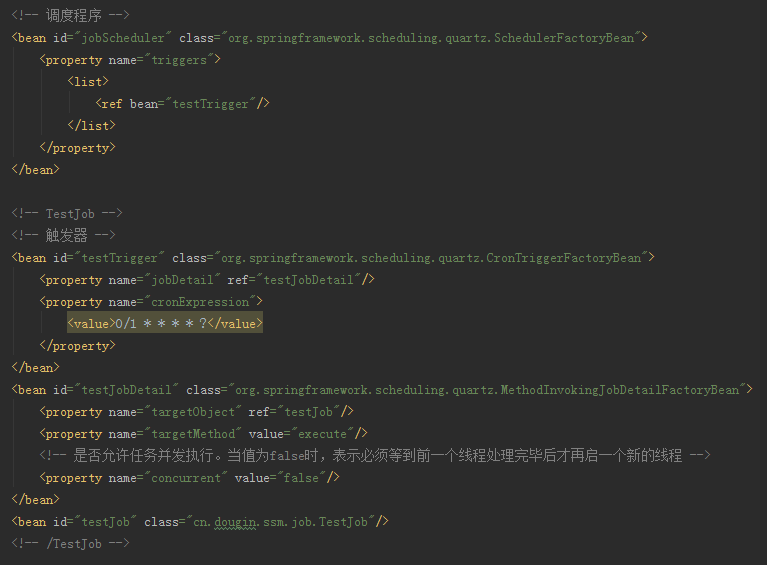 <!-- 调度程序 -->
<bean id="jobScheduler" class="org.springframework.scheduling.quartz.SchedulerFactoryBean">
<property name="triggers">
<list>
<ref bean="testTrigger"/>
</list>
</property>
</bean>
<!-- TestJob -->
<!-- 触发器 -->
<bean id="testTrigger" class="org.springframework.scheduling.quartz.CronTriggerFactoryBean">
<property name="jobDetail" ref="testJobDetail"/>
<property name="cronExpression">
<value>0/1 * * * * ?</value>
</property>
</bean>
<bean id="testJobDetail" class="org.springframework.scheduling.quartz.MethodInvokingJobDetailFactoryBean">
<property name="targetObject" ref="testJob"/>
<property name="targetMethod" value="execute"/>
<!-- 是否允许任务并发执行。当值为false时，表示必须等到前一个线程处理完毕后才再启一个新的线程 -->
<property name="concurrent" value="false"/>
</bean>
<bean id="testJob" class="cn.dougin.ssm.job.TestJob"/>
<!-- /TestJob -->